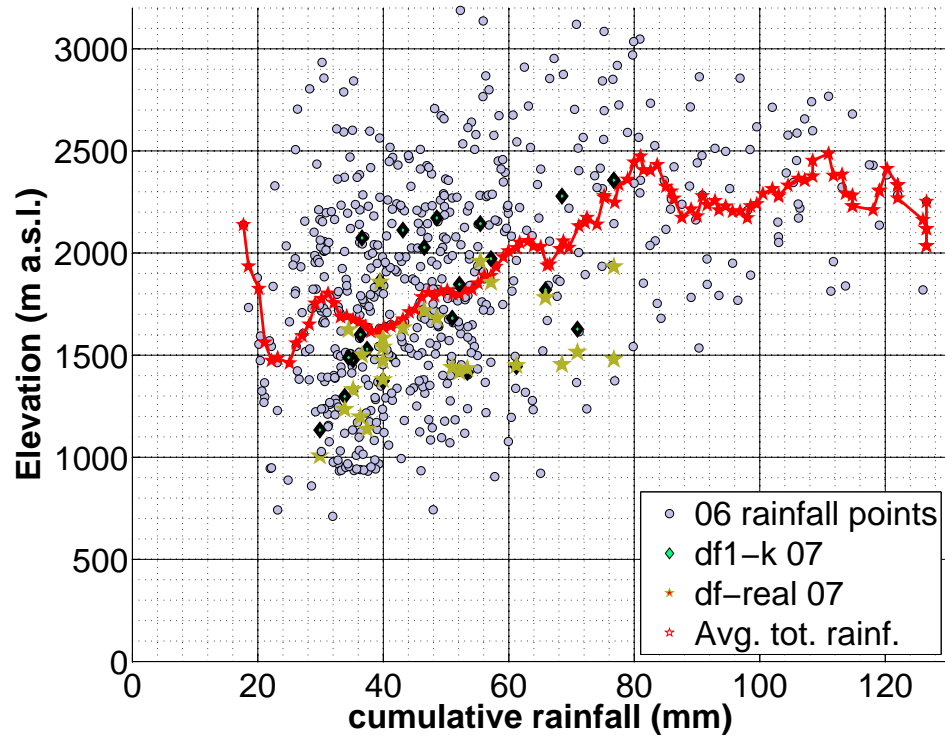 3000
2500
2000
1500
1000
500
0
Elevation (m a.s.l.)
06 rainfall points
df1−k 07
df−real 07
Avg. tot. rainf.
0 20 40 60 80 100 120
cumulative rainfall (mm)